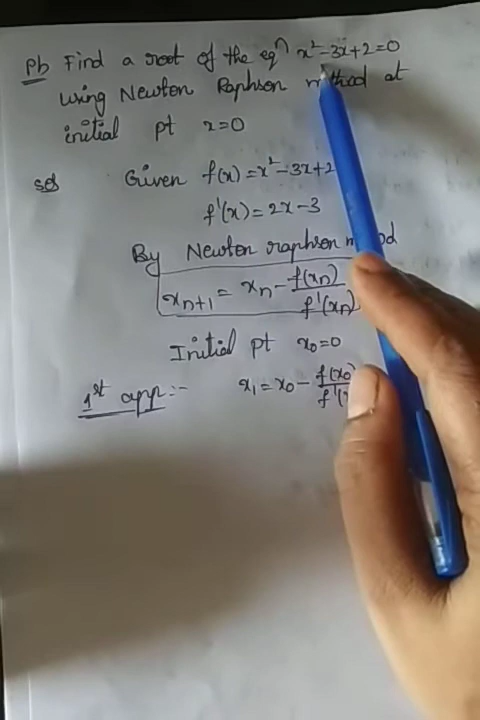 Pb Find a root of the eqⁿ x² - 3x + 2 = 0
using Newton Raphson method at
initial pt x = 0
sol Given f(x) = x² - 3x + 2
f'(x) = 2x - 3
By Newton raphson method
xₙ₊₁ = xₙ - f(xₙ)/f'(xₙ)
Initial pt x₀ = 0
1st app:- x₁ = x₀ - f(x₀)/f'(x